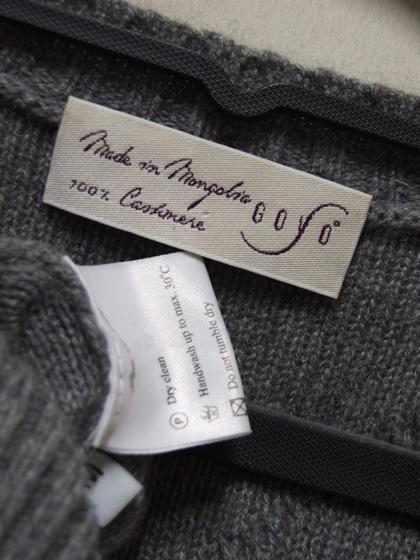 Made in Mongolia
100% Cashmere
GOYO
Ⓟ Dry clean
Handwash up to max. 30°C
Do not tumble dry